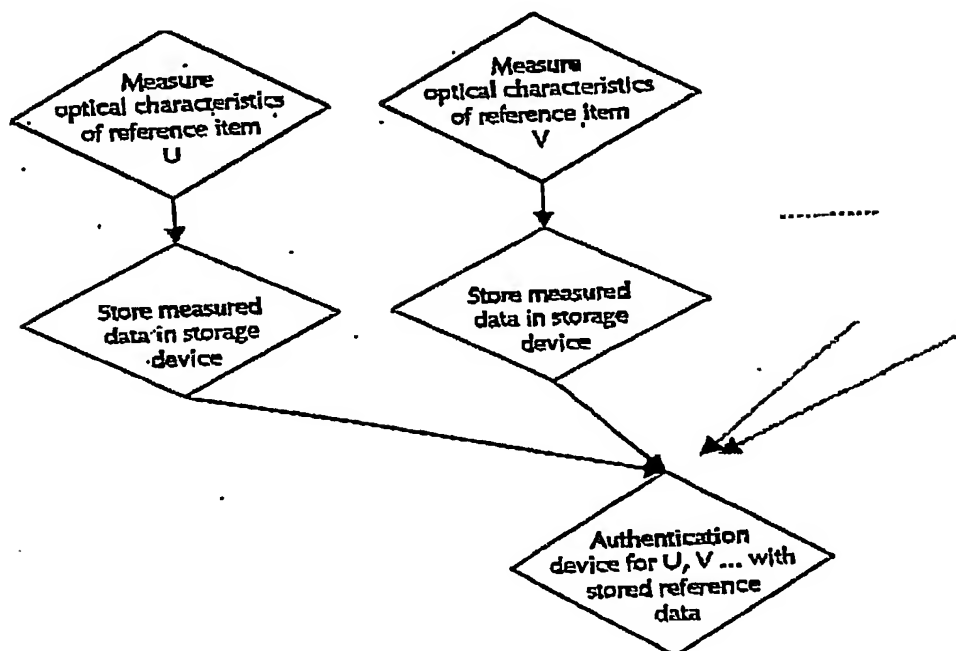 Measure
optical characteristics
of reference item
U
Measure
optical characteristics
of reference item
V
Store measured
data in storage
device
Store measured
data in storage
device
Authentication
device for U, V ... with
stored reference
data